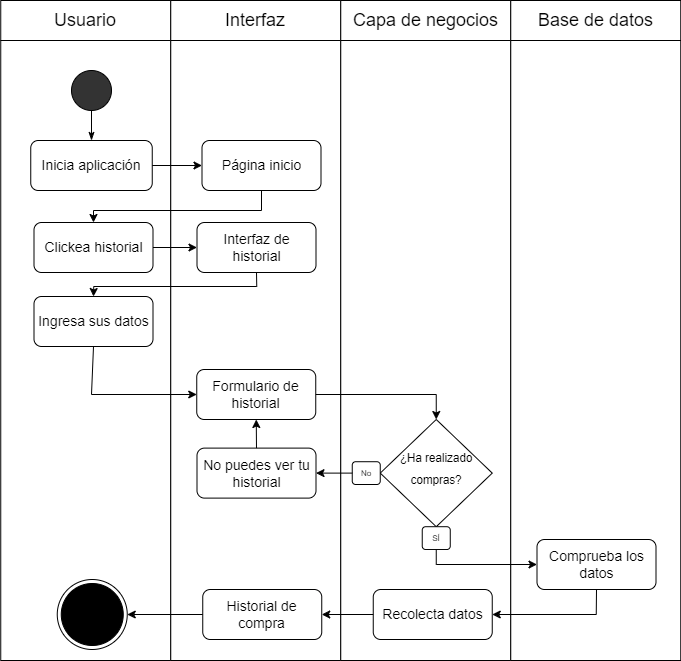 Usuario
Interfaz
Capa de negocios
Base de datos
Inicia aplicación
Página inicio
Clickea historial
Interfaz de
historial
Ingresa sus datos
Formulario de
historial
¿Ha realizado
compras?
No
No puedes ver tu
historial
SÍ
Comprueba los
datos
Recolecta datos
Historial de
compra